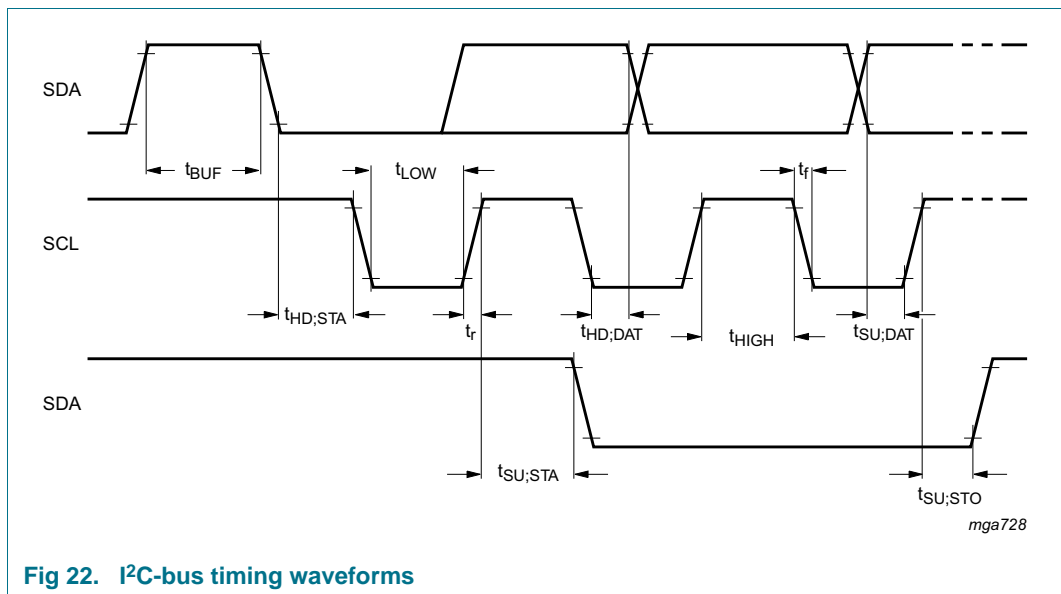 SDA
tBUF
tLOW
tf
SCL
tHD;STA
tr
tHD;DAT
tHIGH
tSU;DAT
SDA
tSU;STA
tSU;STO
mga728
Fig 22. I²C-bus timing waveforms